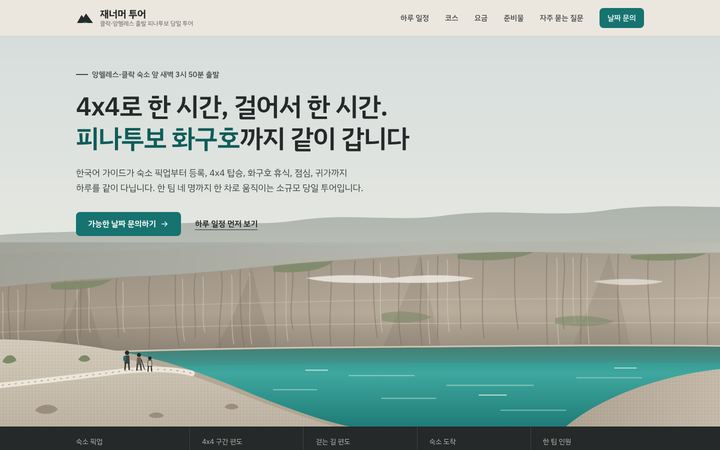 재너머 투어
클락·앙헬레스 출발 피나투보 당일 투어
하루 일정
코스
요금
준비물
자주 묻는 질문
날짜 문의
앙헬레스·클락 숙소 앞 새벽 3시 50분 출발
4x4로 한 시간, 걸어서 한 시간.
피나투보 화구호까지 같이 갑니다
한국어 가이드가 숙소 픽업부터 등록, 4x4 탑승, 화구호 휴식, 점심, 귀가까지
하루를 같이 다닙니다. 한 팀 네 명까지 한 차로 움직이는 소규모 당일 투어입니다.
가능한 날짜 문의하기 →
하루 일정 먼저 보기
숙소 픽업
4x4 구간 편도
걷는 길 편도
숙소 도착
한 팀 인원